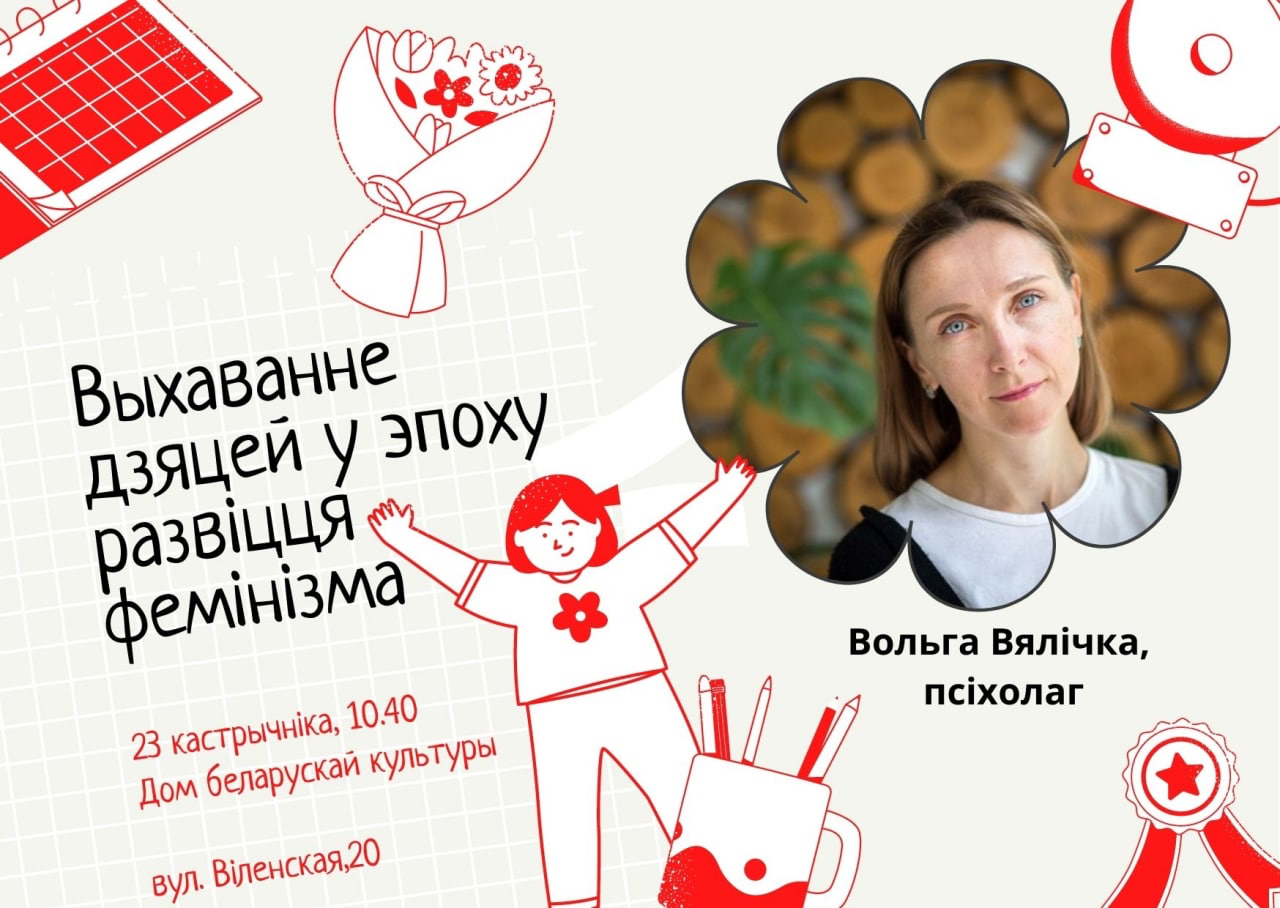 Выхаванне
дзяцей у эпоху
развіцця
фемінізма
23 кастрычніка, 10.40
Дом беларускай культуры
вул. Віленская,20
Вольга Вялічка,
псіхолаг